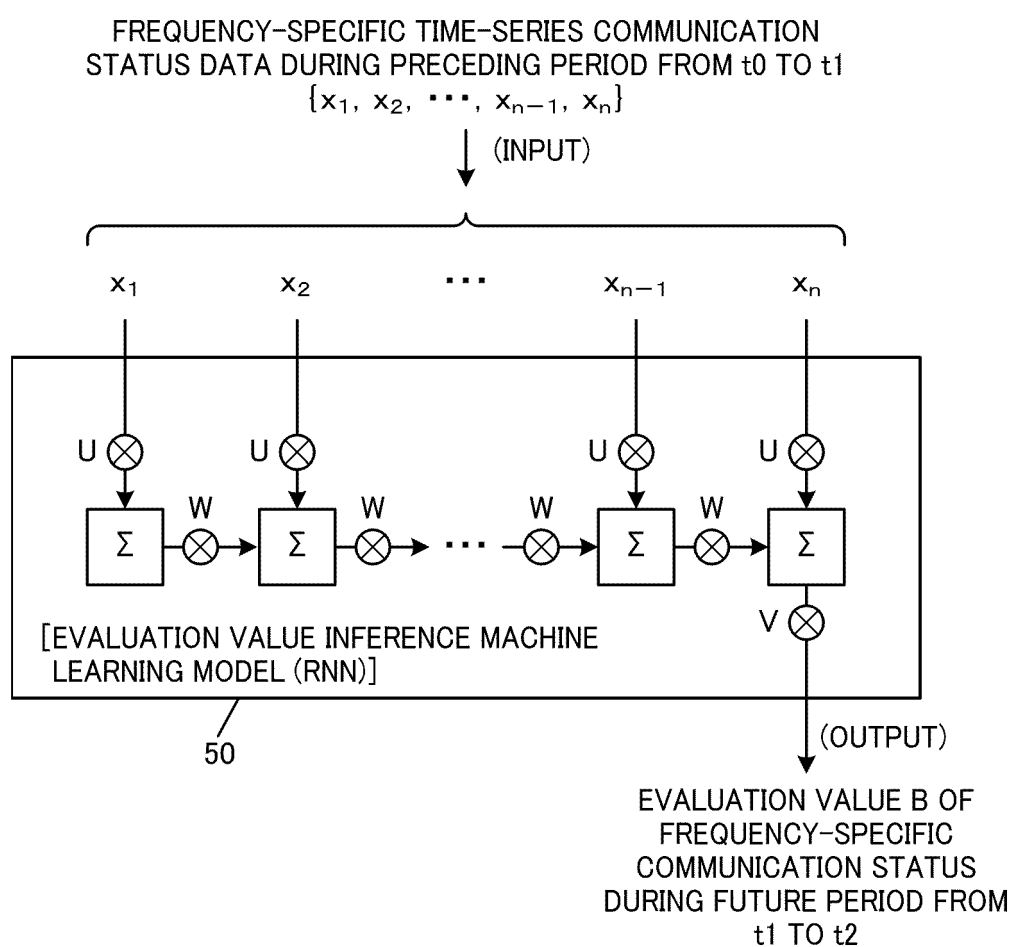 FREQUENCY-SPECIFIC TIME-SERIES COMMUNICATION
STATUS DATA DURING PRECEDING PERIOD FROM t0 TO t1
{x₁, x₂, ･･･, xₙ₋₁, xₙ}
(INPUT)
x₁ x₂ ･･･ xₙ₋₁ xₙ
U U U U
W W W W
Σ Σ ･･･ Σ Σ
V
[EVALUATION VALUE INFERENCE MACHINE
LEARNING MODEL (RNN)]
50
(OUTPUT)
EVALUATION VALUE B OF
FREQUENCY-SPECIFIC
COMMUNICATION STATUS
DURING FUTURE PERIOD FROM
t1 TO t2